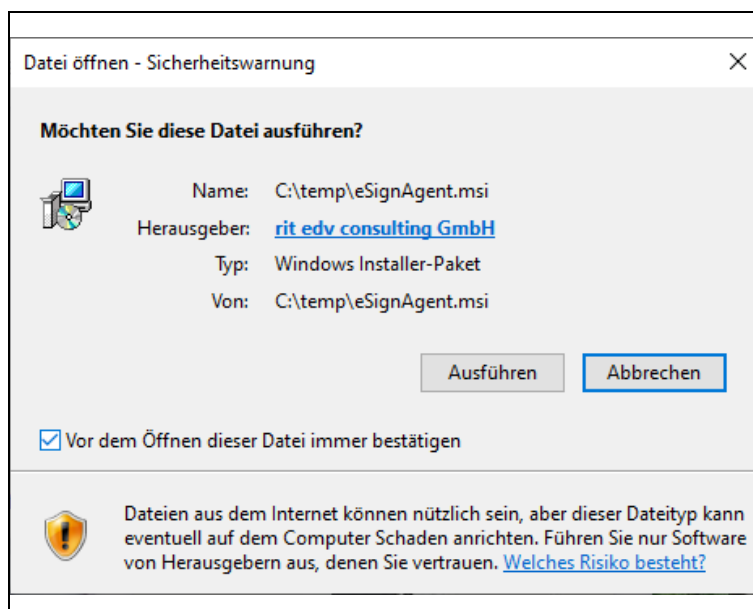 Datei öffnen - Sicherheitswarnung
Möchten Sie diese Datei ausführen?
Name: C:\temp\eSignAgent.msi
Herausgeber: rit edv consulting GmbH
Typ: Windows Installer-Paket
Von: C:\temp\eSignAgent.msi
Ausführen Abbrechen
Vor dem Öffnen dieser Datei immer bestätigen
Dateien aus dem Internet können nützlich sein, aber dieser Dateityp kann
eventuell auf dem Computer Schaden anrichten. Führen Sie nur Software
von Herausgebern aus, denen Sie vertrauen. Welches Risiko besteht?